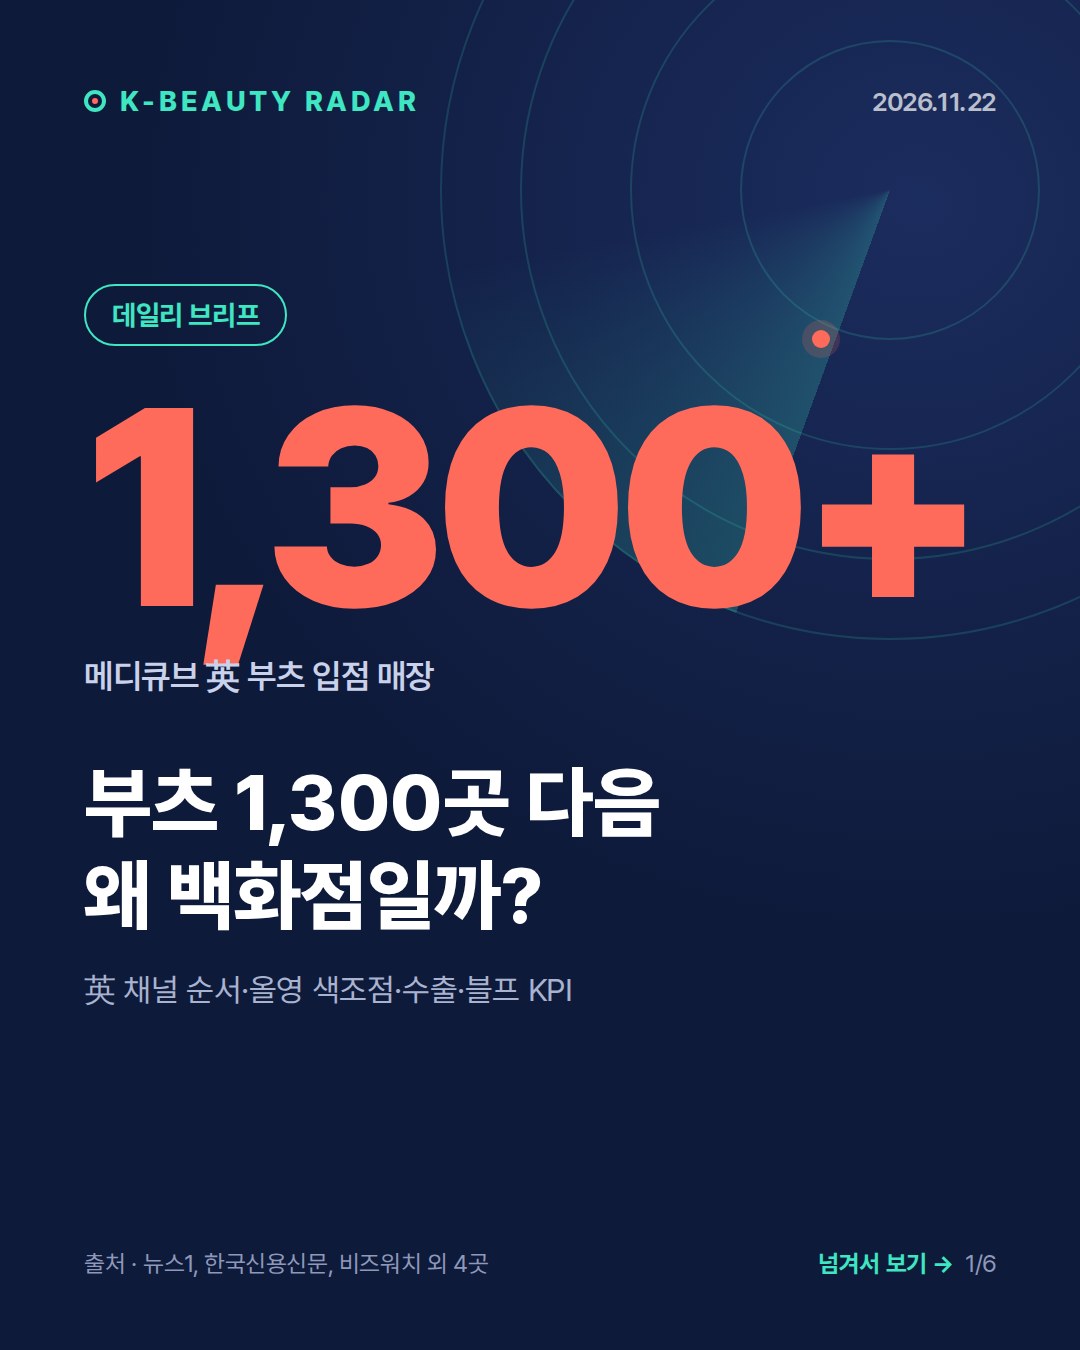 K-BEAUTY RADAR
2026.11.22
데일리 브리프
1,300+
메디큐브 英 부츠 입점 매장
부츠 1,300곳 다음
왜 백화점일까?
英 채널 순서·올영 색조점·수출·블프 KPI
출처 · 뉴스1, 한국신용신문, 비즈워치 외 4곳
넘겨서 보기 → 1/6